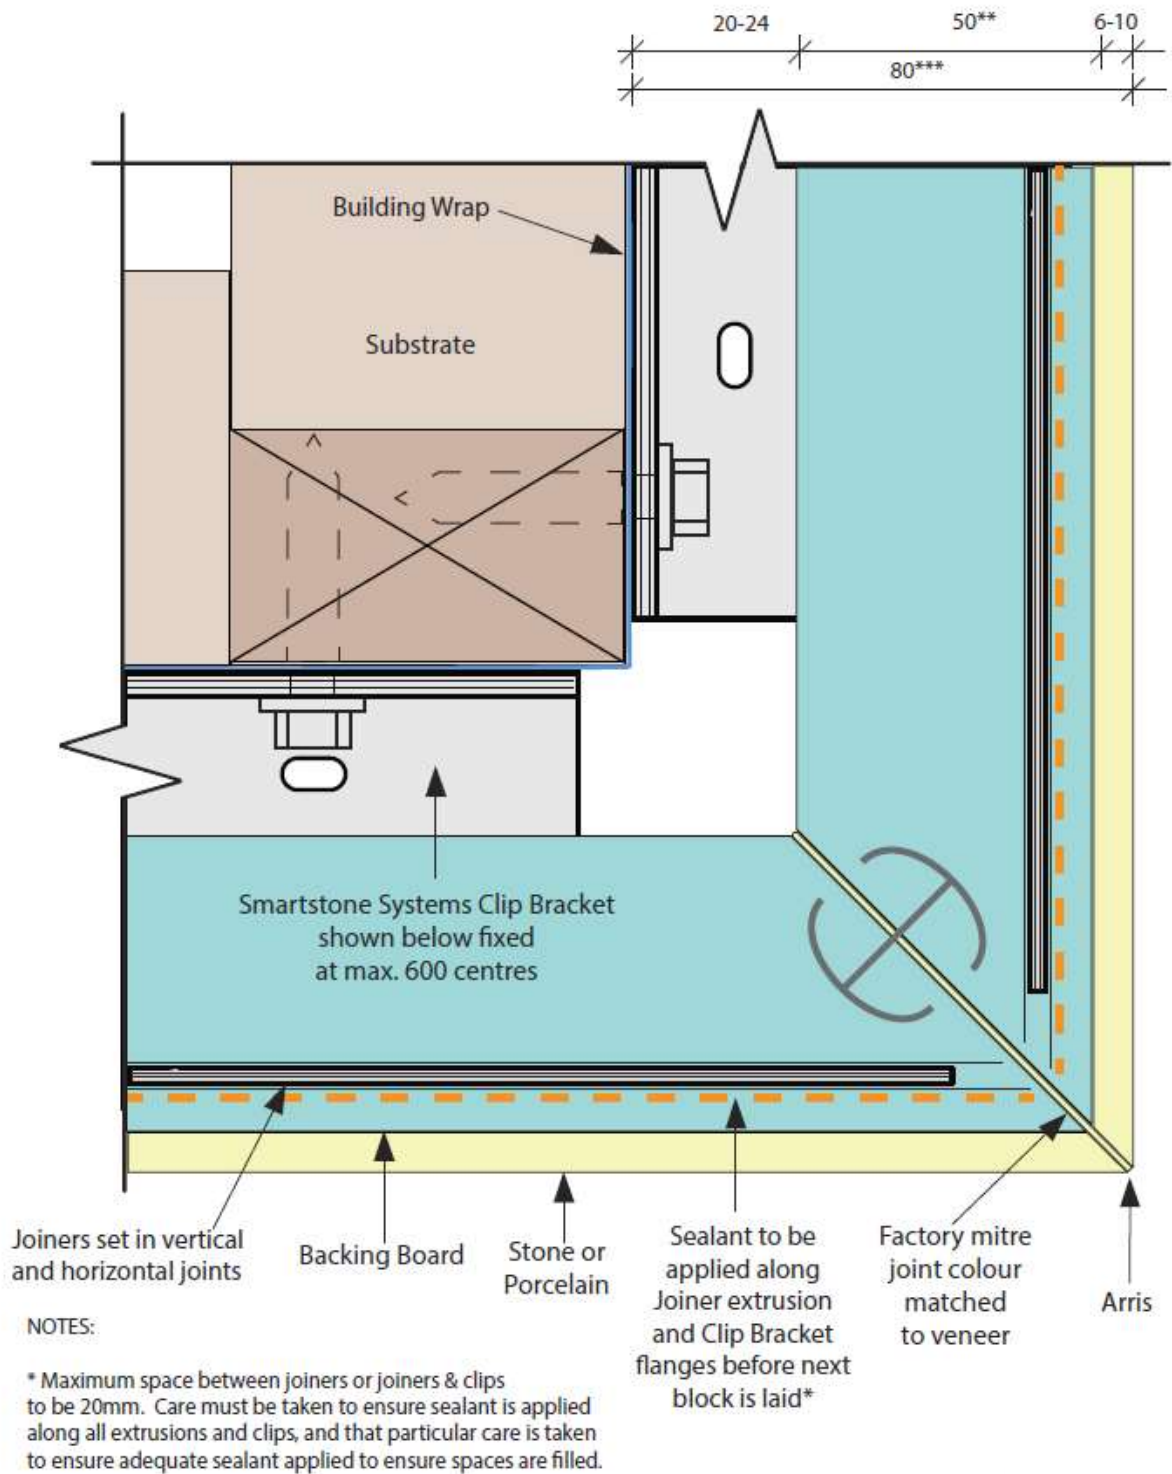 20-24 50** 6-10
80***
Building Wrap
Substrate
Smartstone Systems Clip Bracket
shown below fixed
at max. 600 centres
Joiners set in vertical
and horizontal joints
Backing Board
Stone or
Porcelain
Sealant to be
applied along
Joiner extrusion
and Clip Bracket
flanges before next
block is laid*
Factory mitre
joint colour
matched
to veneer
Arris
NOTES:
* Maximum space between joiners or joiners & clips
to be 20mm. Care must be taken to ensure sealant is applied
along all extrusions and clips, and that particular care is taken
to ensure adequate sealant applied to ensure spaces are filled.